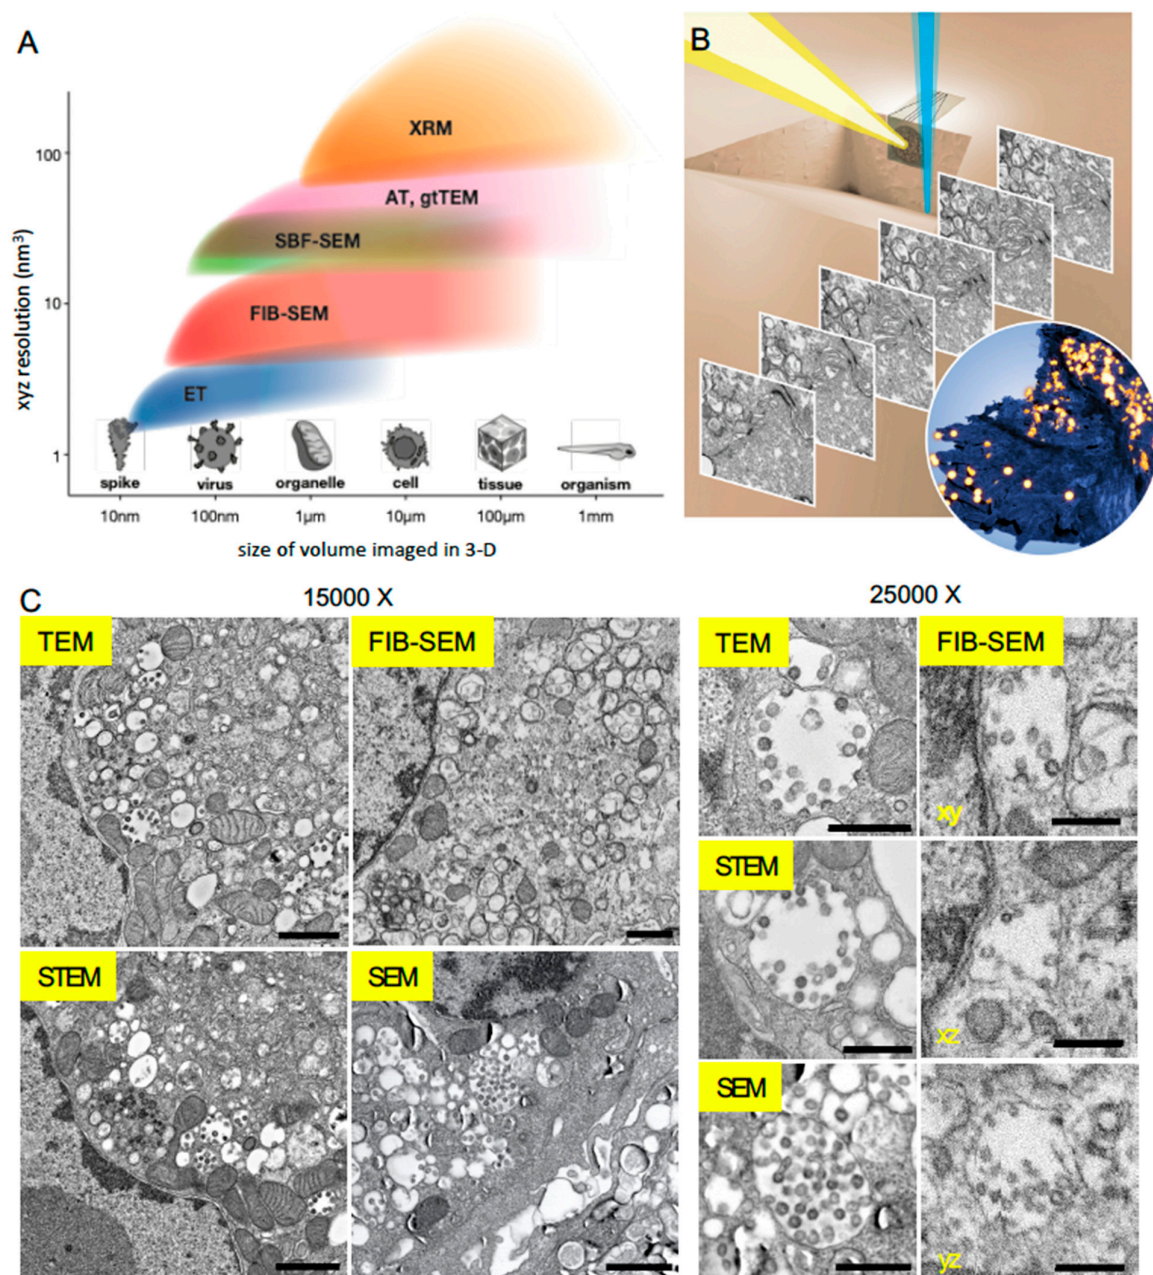 A
xyz resolution (nm³)
100
10
1
XRM
AT, gtTEM
SBF-SEM
FIB-SEM
ET
spike
virus
organelle
cell
tissue
organism
10nm
100nm
1μm
10μm
100μm
1mm
size of volume imaged in 3-D
B
C
15000 X
25000 X
TEM
FIB-SEM
STEM
SEM
TEM
FIB-SEM
xy
STEM
xz
SEM
yz